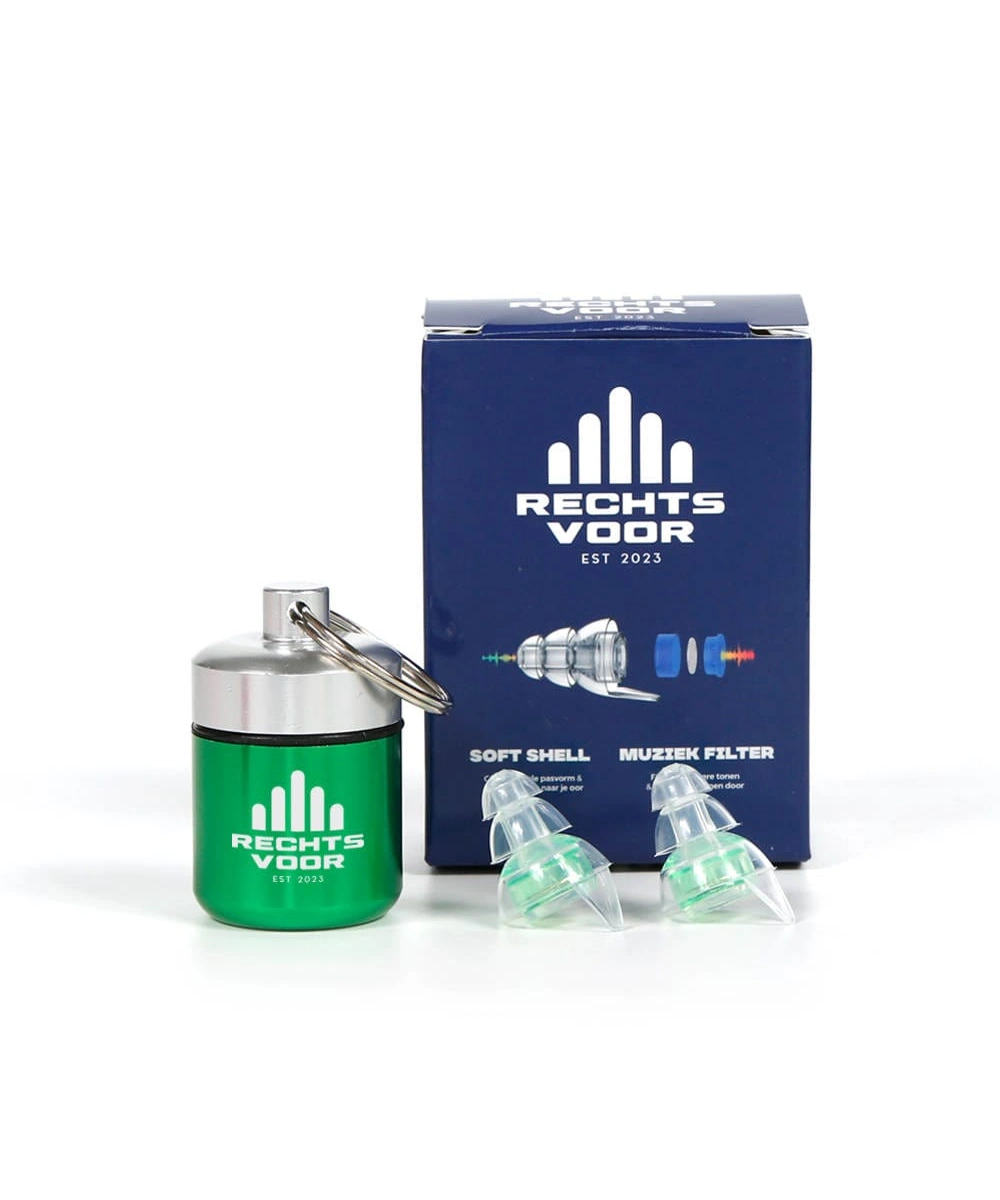 RECHTS
VOOR
EST 2023
RECHTS
VOOR
EST 2023
SOFT SHELL
MUZIEK FILTER
pasvorm &
naar je oor
tonen
& door
RECHTS
VOOR
EST 2023